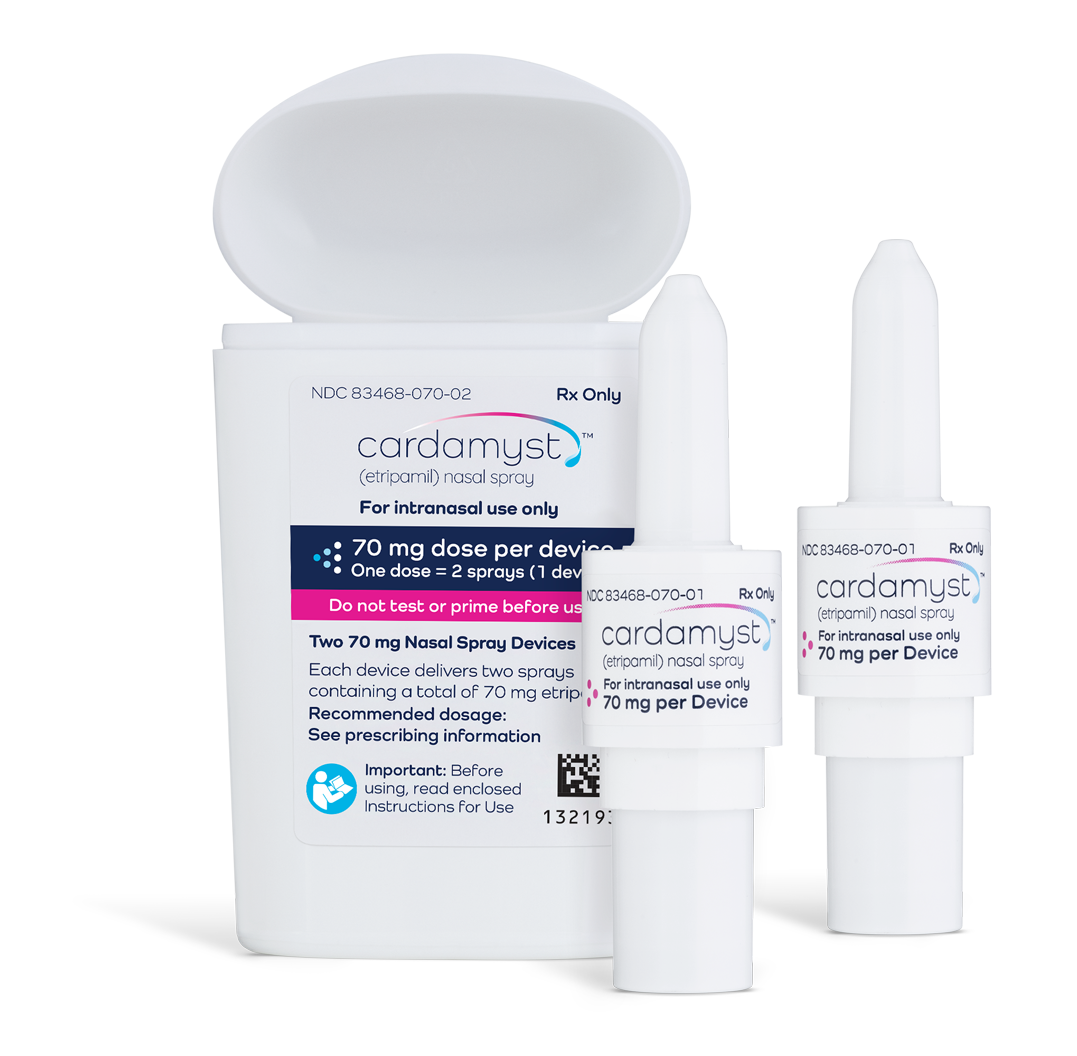 NDC 83468-070-02 Rx Only
cardamyst™
(etripamil) nasal spray
For intranasal use only
70 mg dose per device
One dose = 2 sprays (1
Do not test or prime before
Two 70 mg Nasal Spray Devices
Each device delivers two sprays
containing a total of 70 mg
Recommended dosage:
See prescribing information
Important: Before
using, read enclosed
Instructions for Use
NDC 83468-070-01 Rx Only
cardamyst™
(etripamil) nasal spray
For intranasal use only
70 mg per Device
NDC 83468-070-01 Rx Only
cardamyst™
(etripamil) nasal spray
For intranasal use only
70 mg per Device